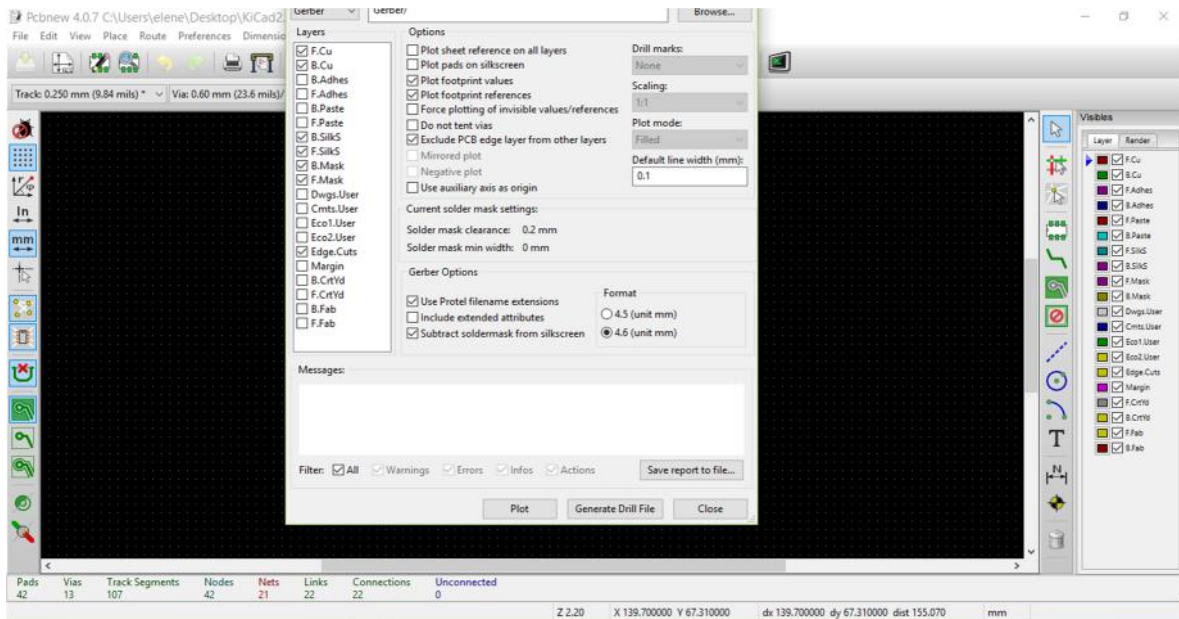 Pcbnew 4.0.7 C:\Users\elene\Desktop\KiCad2.
File Edit View Place Route Preferences Dimensio
Track: 0.250 mm (9.84 mils) * Via: 0.60 mm (23.6 mils)/
In
mm
Gerber Gerber/ Browse...
Layers
F.Cu
B.Cu
B.Adhes
F.Adhes
B.Paste
F.Paste
B.SilkS
F.SilkS
B.Mask
F.Mask
Dwgs.User
Cmts.User
Eco1.User
Eco2.User
Edge.Cuts
Margin
B.CrtYd
F.CrtYd
B.Fab
F.Fab
Options
Plot sheet reference on all layers
Plot pads on silkscreen
Plot footprint values
Plot footprint references
Force plotting of invisible values/references
Do not tent vias
Exclude PCB edge layer from other layers
Mirrored plot
Negative plot
Use auxiliary axis as origin
Drill marks:
None
Scaling:
1:1
Plot mode:
Filled
Default line width (mm):
0.1
Current solder mask settings:
Solder mask clearance: 0.2 mm
Solder mask min width: 0 mm
Gerber Options
Use Protel filename extensions
Include extended attributes
Subtract soldermask from silkscreen
Format
4.5 (unit mm)
4.6 (unit mm)
Messages:
Filter: All Warnings Errors Infos Actions Save report to file...
Plot Generate Drill File Close
T
N
Visibles
Layer Render
F.Cu
B.Cu
F.Adhes
B.Adhes
F.Paste
B.Paste
F.SilkS
B.SilkS
F.Mask
B.Mask
Dwgs.User
Cmts.User
Eco1.User
Eco2.User
Edge.Cuts
Margin
F.CrtYd
B.CrtYd
F.Fab
B.Fab
Pads Vias Track Segments Nodes Nets Links Connections Unconnected
42 13 107 42 21 22 22 0
Z 2.20 X 139.700000 Y 67.310000 dx 139.700000 dy 67.310000 dist 155.070 mm